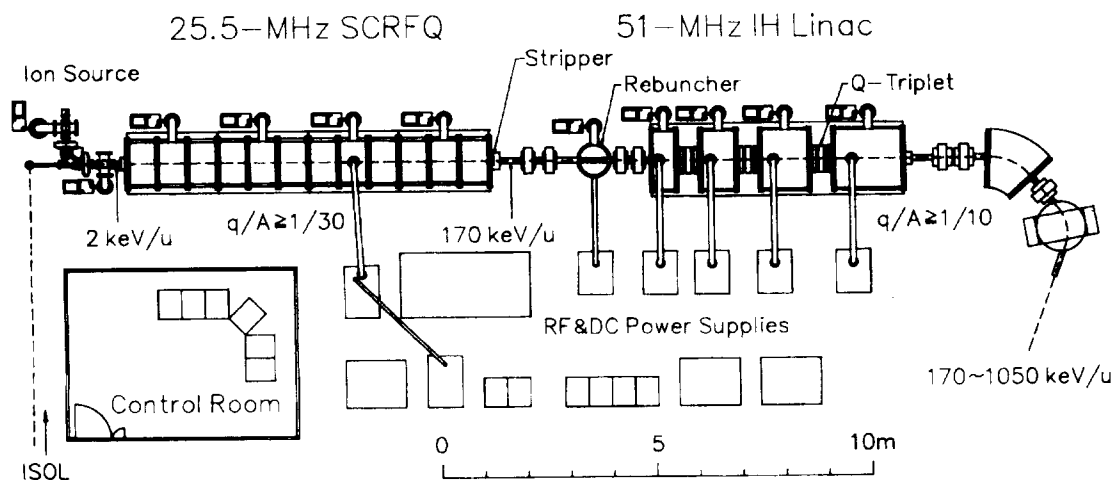 25.5-MHz SCRFQ
51-MHz IH Linac
Ion Source
Stripper
Rebuncher
Q-Triplet
2 keV/u
q/A≧1/30
170 keV/u
q/A≧1/10
RF&DC Power Supplies
170~1050 keV/u
Control Room
ISOL
0 5 10m